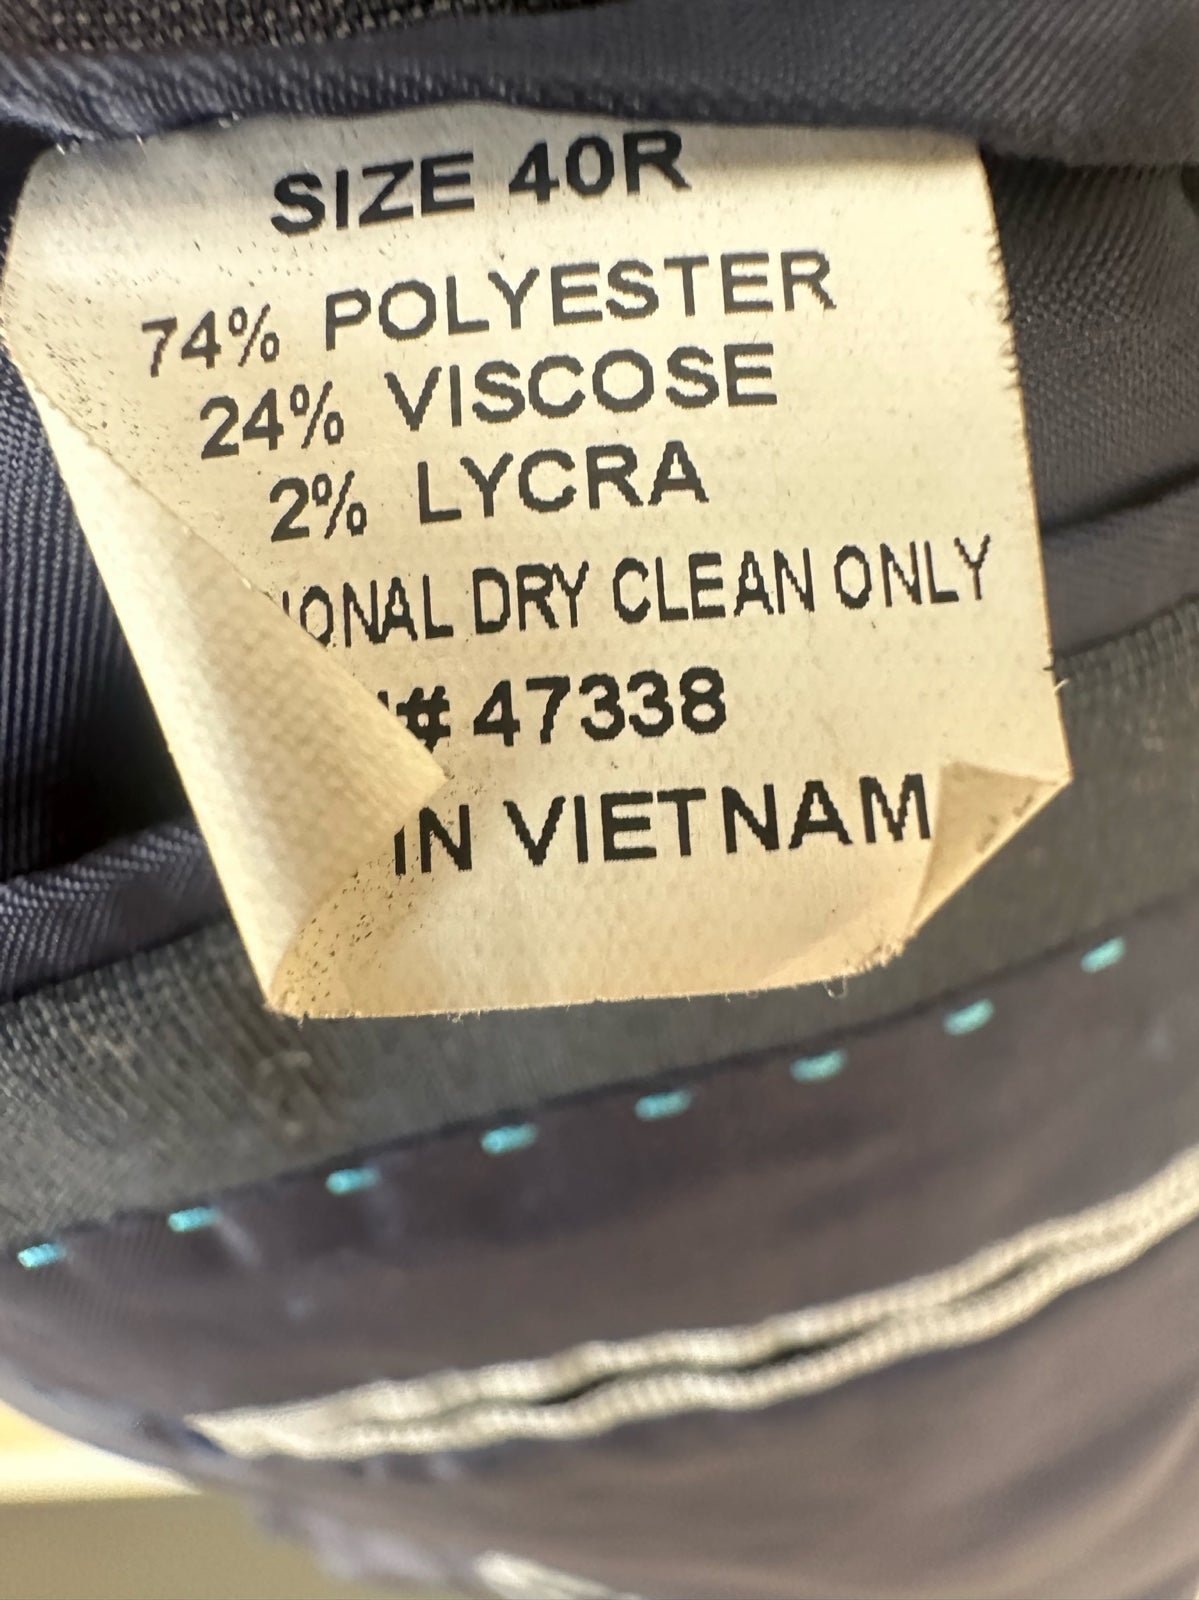 SIZE 40R
74% POLYESTER
24% VISCOSE
2% LYCRA
IONAL DRY CLEAN ONLY
# 47338
IN VIETNAM